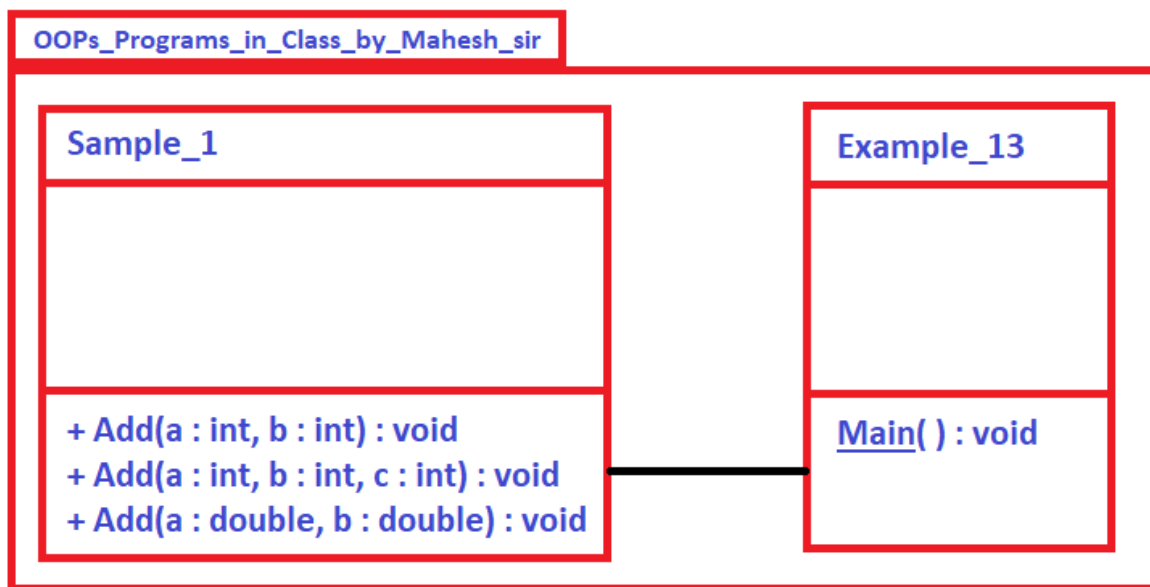 OOPs_Programs_in_Class_by_Mahesh_sir
Sample_1
+ Add(a : int, b : int) : void
+ Add(a : int, b : int, c : int) : void
+ Add(a : double, b : double) : void
Example_13
Main( ) : void